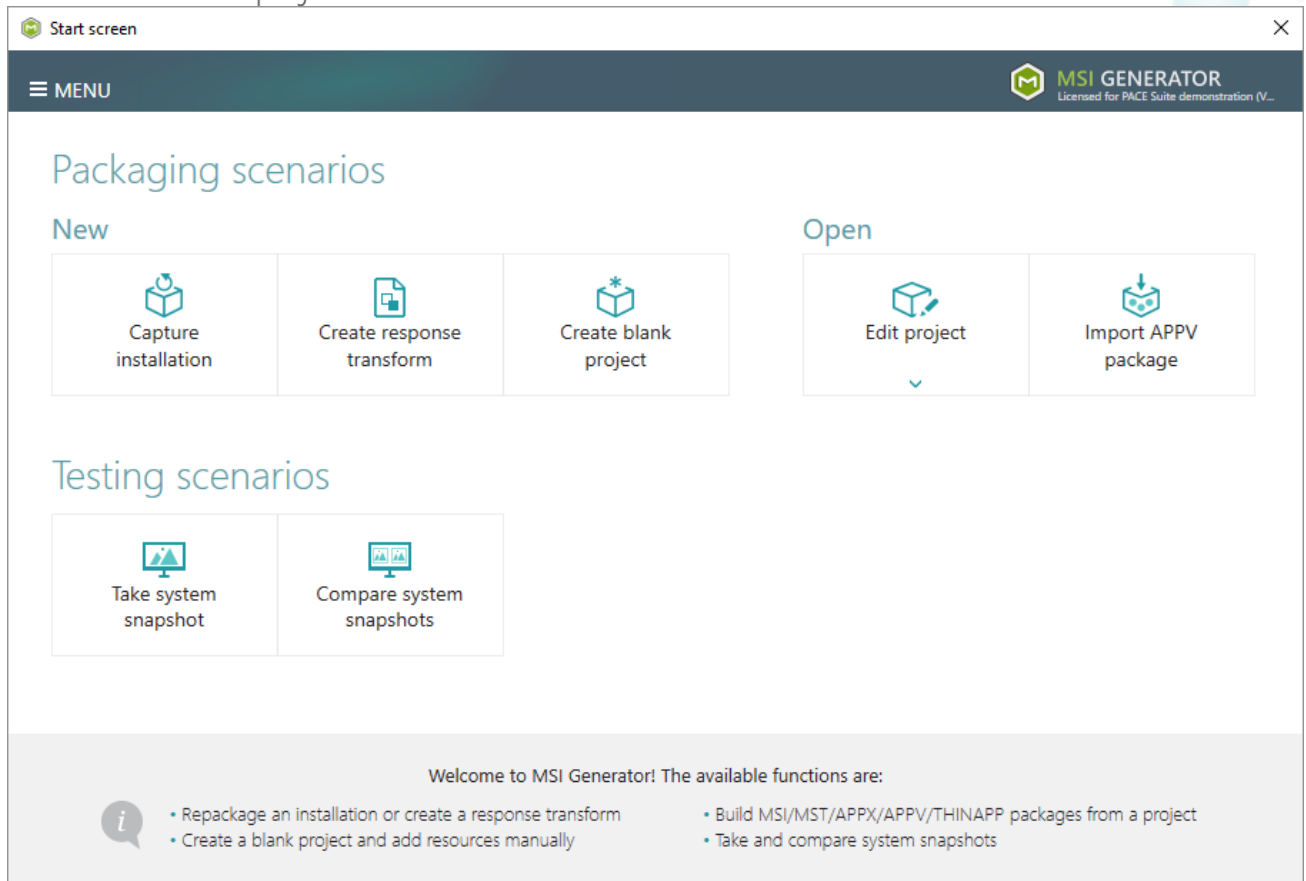 Start screen
MENU
MSI GENERATOR
Licensed for PACE Suite demonstration (V...
Packaging scenarios
New
Open
Capture
installation
Create response
transform
Create blank
project
Edit project
Import APPV
package
Testing scenarios
Take system
snapshot
Compare system
snapshots
Welcome to MSI Generator! The available functions are:
• Repackage an installation or create a response transform
• Create a blank project and add resources manually
• Build MSI/MST/APPX/APPV/THINAPP packages from a project
• Take and compare system snapshots